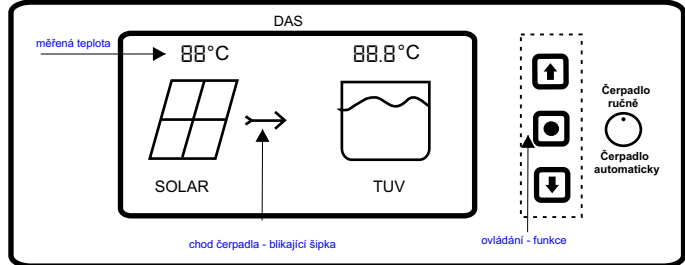 DAS
měřená teplota
88°C
88.8°C
SOLAR
TUV
Čerpadlo
ručně
Čerpadlo
automaticky
chod čerpadla - blikající šipka
ovládání - funkce